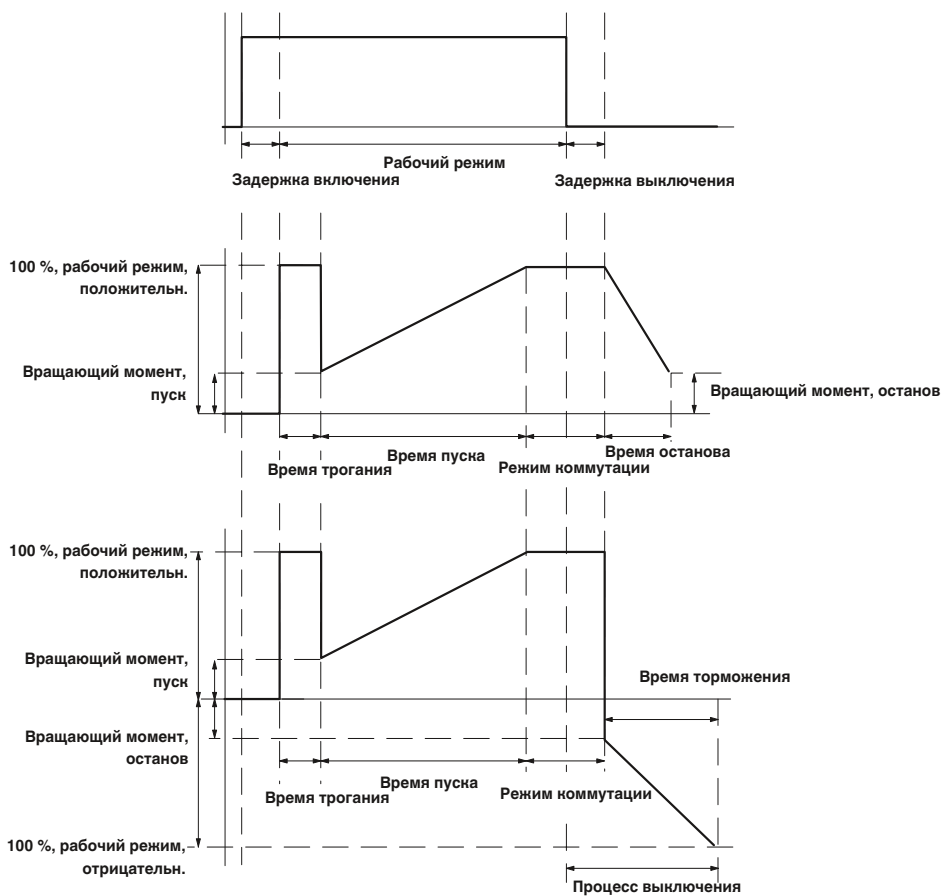 Рабочий режим
Задержка включения
Задержка выключения
100 %, рабочий режим,
положительн.
Вращающий момент,
пуск
Вращающий момент, останов
Время трогания
Время пуска
Режим коммутации
Время останова
100 %, рабочий режим,
положительн.
Вращающий момент,
пуск
Время торможения
Вращающий момент,
останов
Время трогания
Время пуска
Режим коммутации
100 %, рабочий режим,
отрицательн.
Процесс выключения